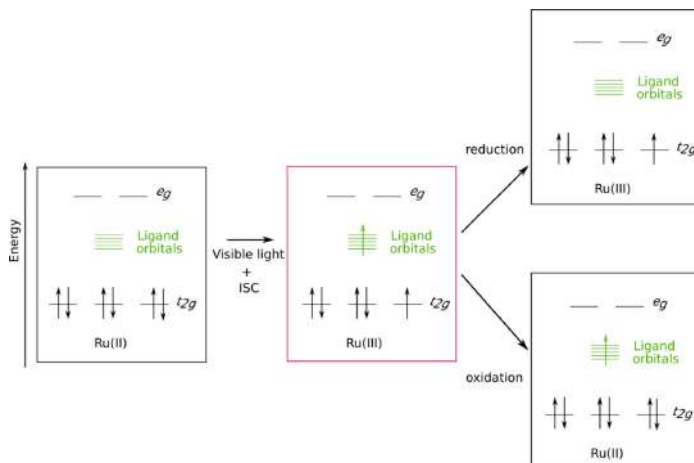 Energy
eg
Ligand
orbitals
t2g
Ru(II)
Visible light
+
ISC
eg
Ligand
orbitals
t2g
Ru(III)
reduction
eg
Ligand
orbitals
t2g
Ru(III)
oxidation
eg
Ligand
orbitals
t2g
Ru(II)